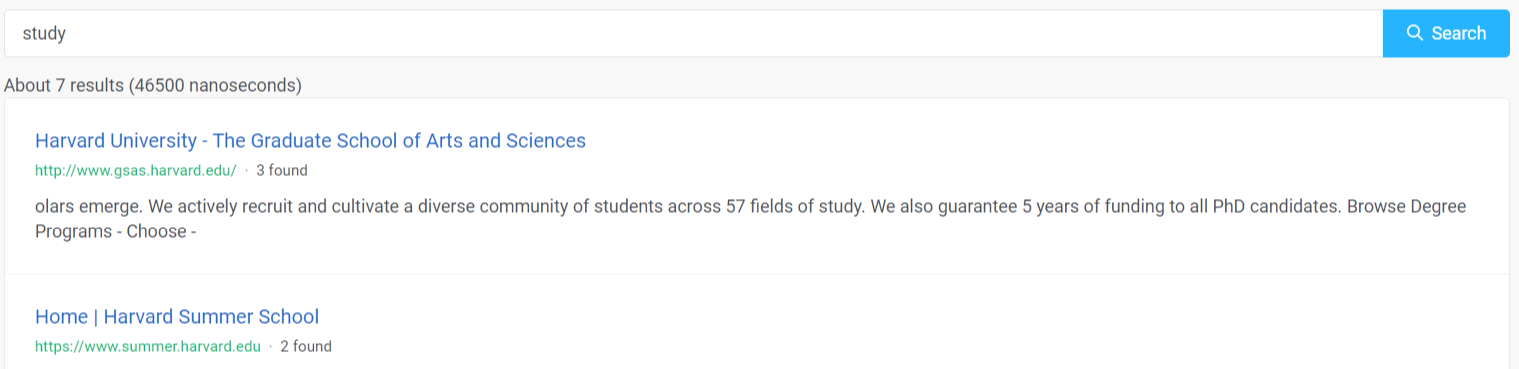 study
Search
About 7 results (46500 nanoseconds)
Harvard University - The Graduate School of Arts and Sciences
http://www.gsas.harvard.edu/ · 3 found
olars emerge. We actively recruit and cultivate a diverse community of students across 57 fields of study. We also guarantee 5 years of funding to all PhD candidates. Browse Degree
Programs - Choose -
Home | Harvard Summer School
https://www.summer.harvard.edu · 2 found